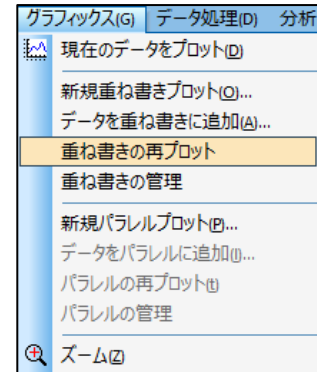 グラフィックス(G) データ処理(D) 分析
現在のデータをプロット(D)
新規重ね書きプロット(O)...
データを重ね書きに追加(A)...
重ね書きの再プロット
重ね書きの管理
新規パラレルプロット(P)...
データをパラレルに追加(I)...
パラレルの再プロット(t)
パラレルの管理
ズーム(Z)